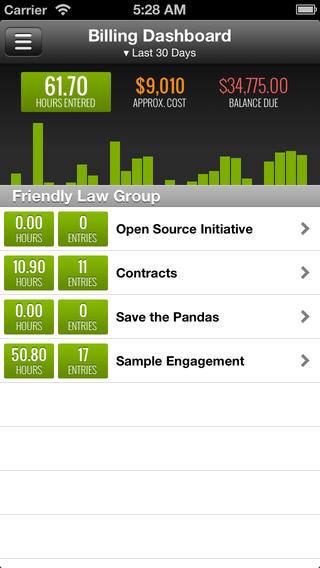 Carrier 5:28 AM
Billing Dashboard
▾ Last 30 Days
61.70 $9,010 $34,775.00
HOURS ENTERED APPROX. COST BALANCE DUE
Friendly Law Group
0.00 0
HOURS ENTRIES Open Source Initiative
10.90 11
HOURS ENTRIES Contracts
0.00 0
HOURS ENTRIES Save the Pandas
50.80 17
HOURS ENTRIES Sample Engagement